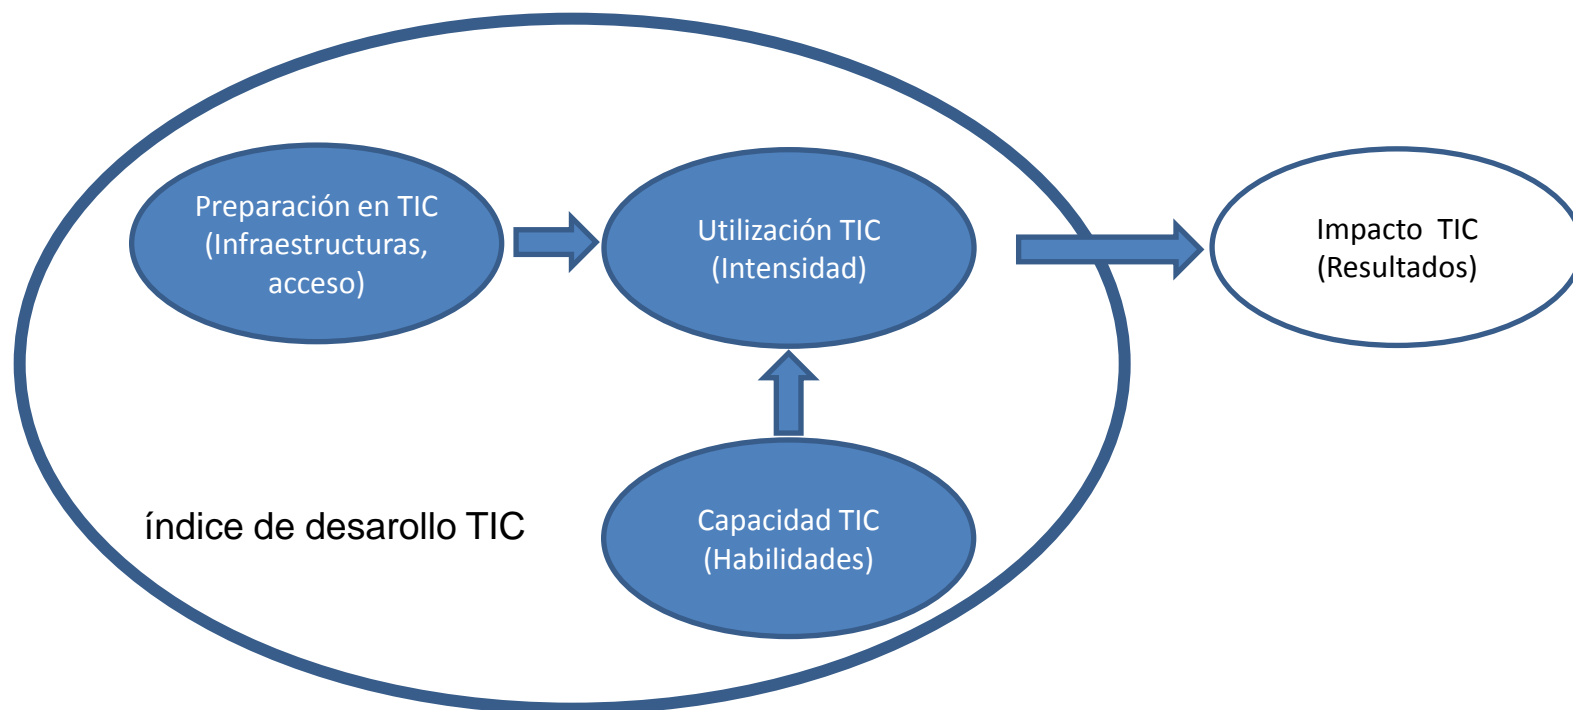 Preparación en TIC
(Infraestructuras,
acceso)
Utilización TIC
(Intensidad)
Impacto TIC
(Resultados)
índice de desarollo TIC
Capacidad TIC
(Habilidades)